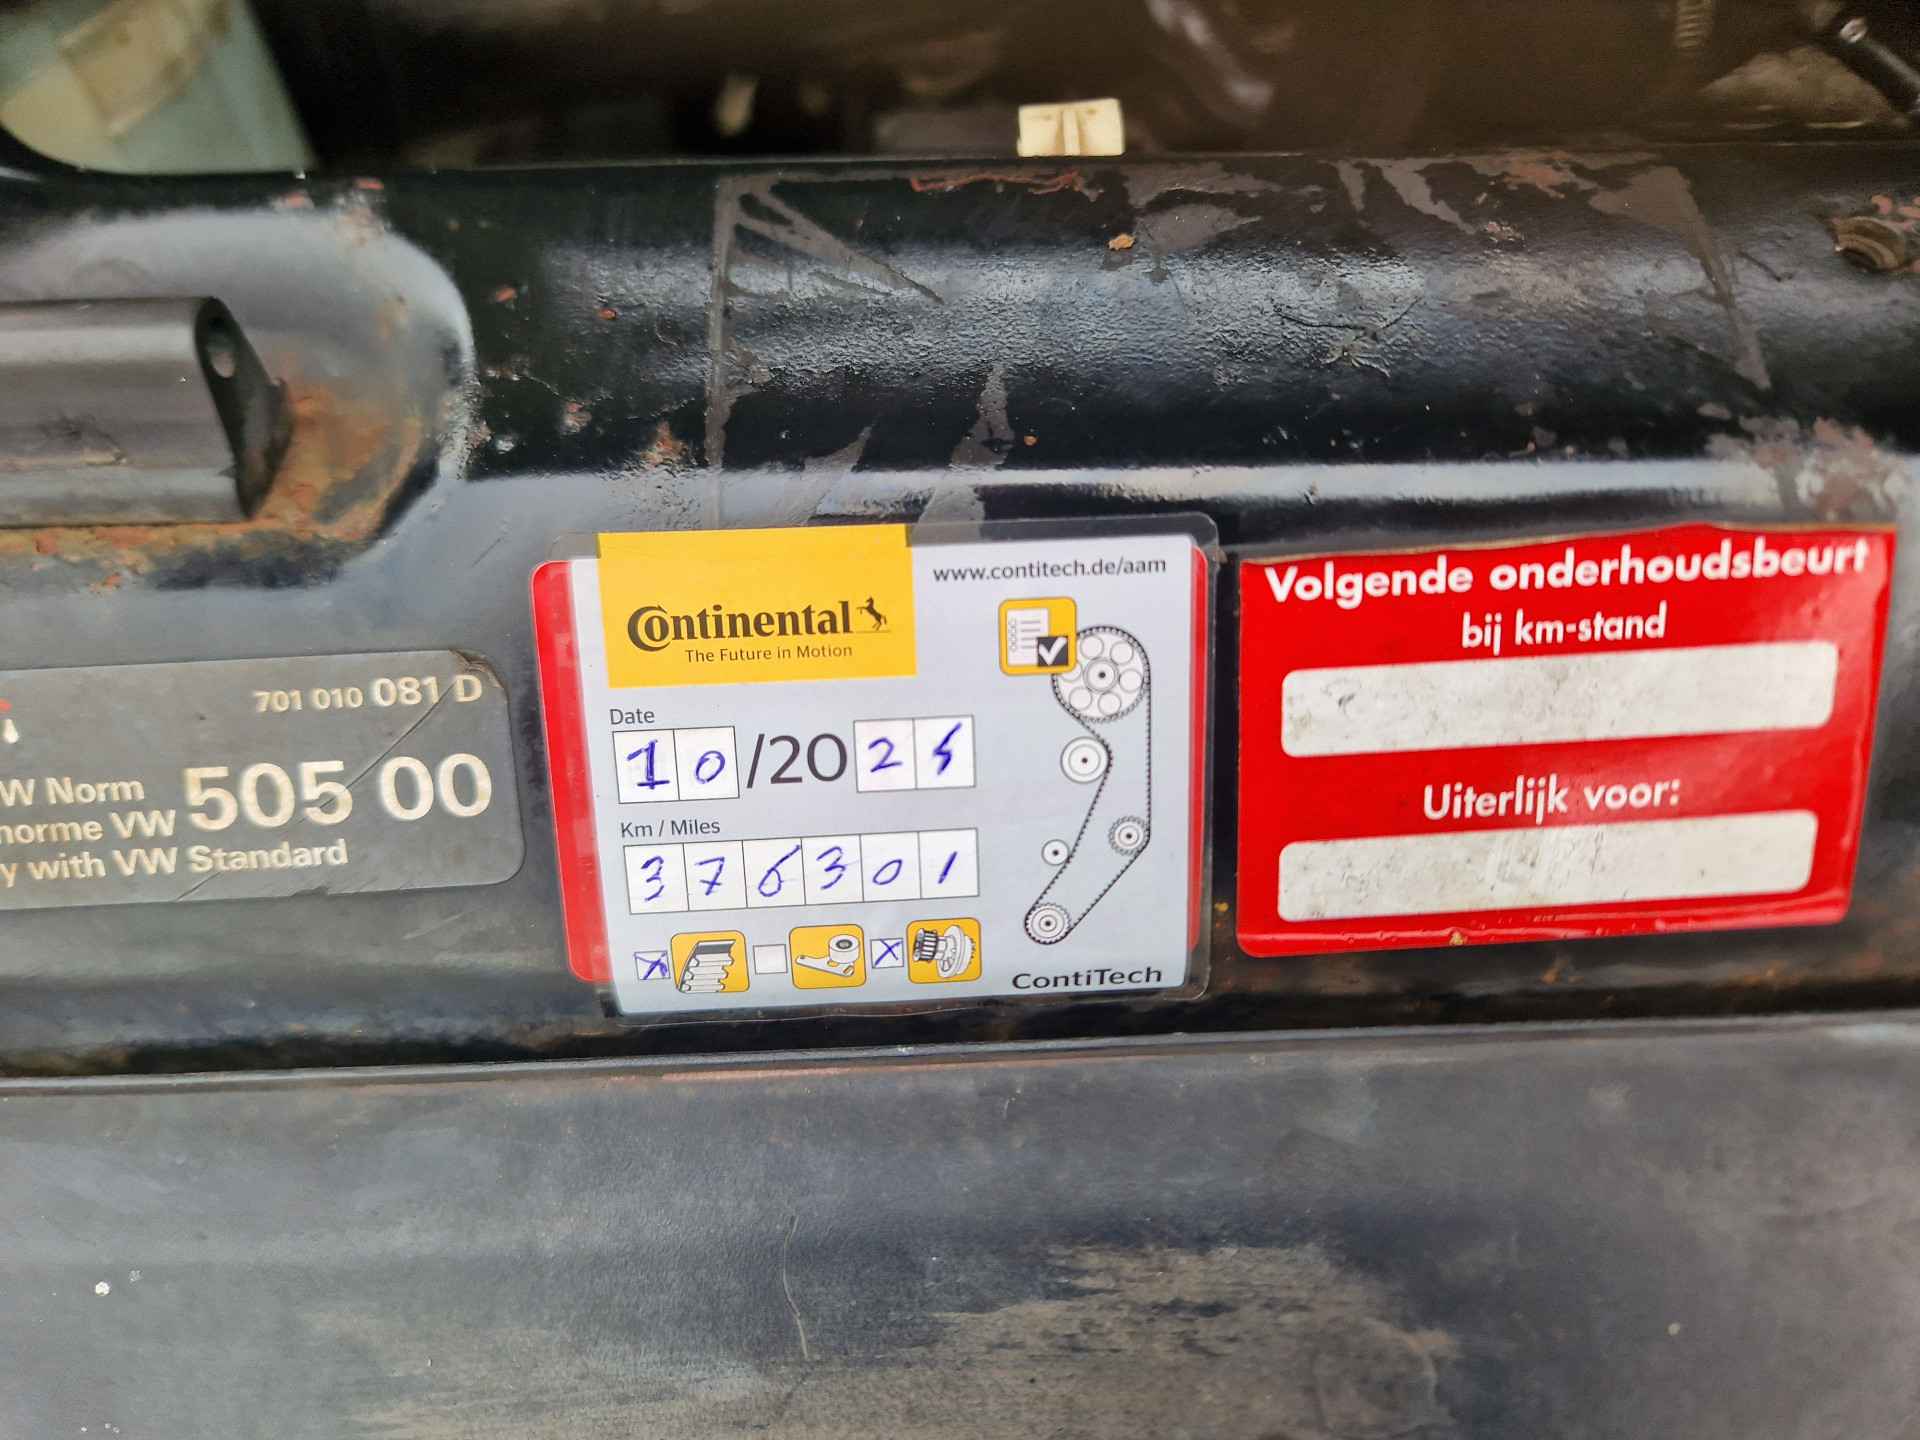 701 010 081 D
W Norm
norme VW 505 00
y with VW Standard
Continental
The Future in Motion
www.contitech.de/aam
Date
10/2025
Km / Miles
376301
ContiTech
Volgende onderhoudsbeurt
bij km-stand
Uiterlijk voor: